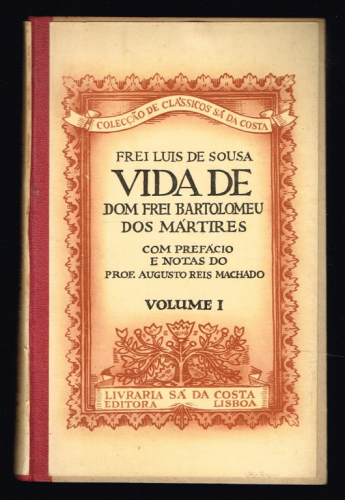 COLECÇÃO DE CLÁSSICOS SÁ DA COSTA
FREI LUIS DE SOUSA
VIDA DE
DOM FREI BARTOLOMEU
DOS MÁRTIRES
COM PREFÁCIO
E NOTAS DO
PROF. AUGUSTO REIS MACHADO
VOLUME I
LIVRARIA SÁ DA COSTA
EDITORA LISBOA